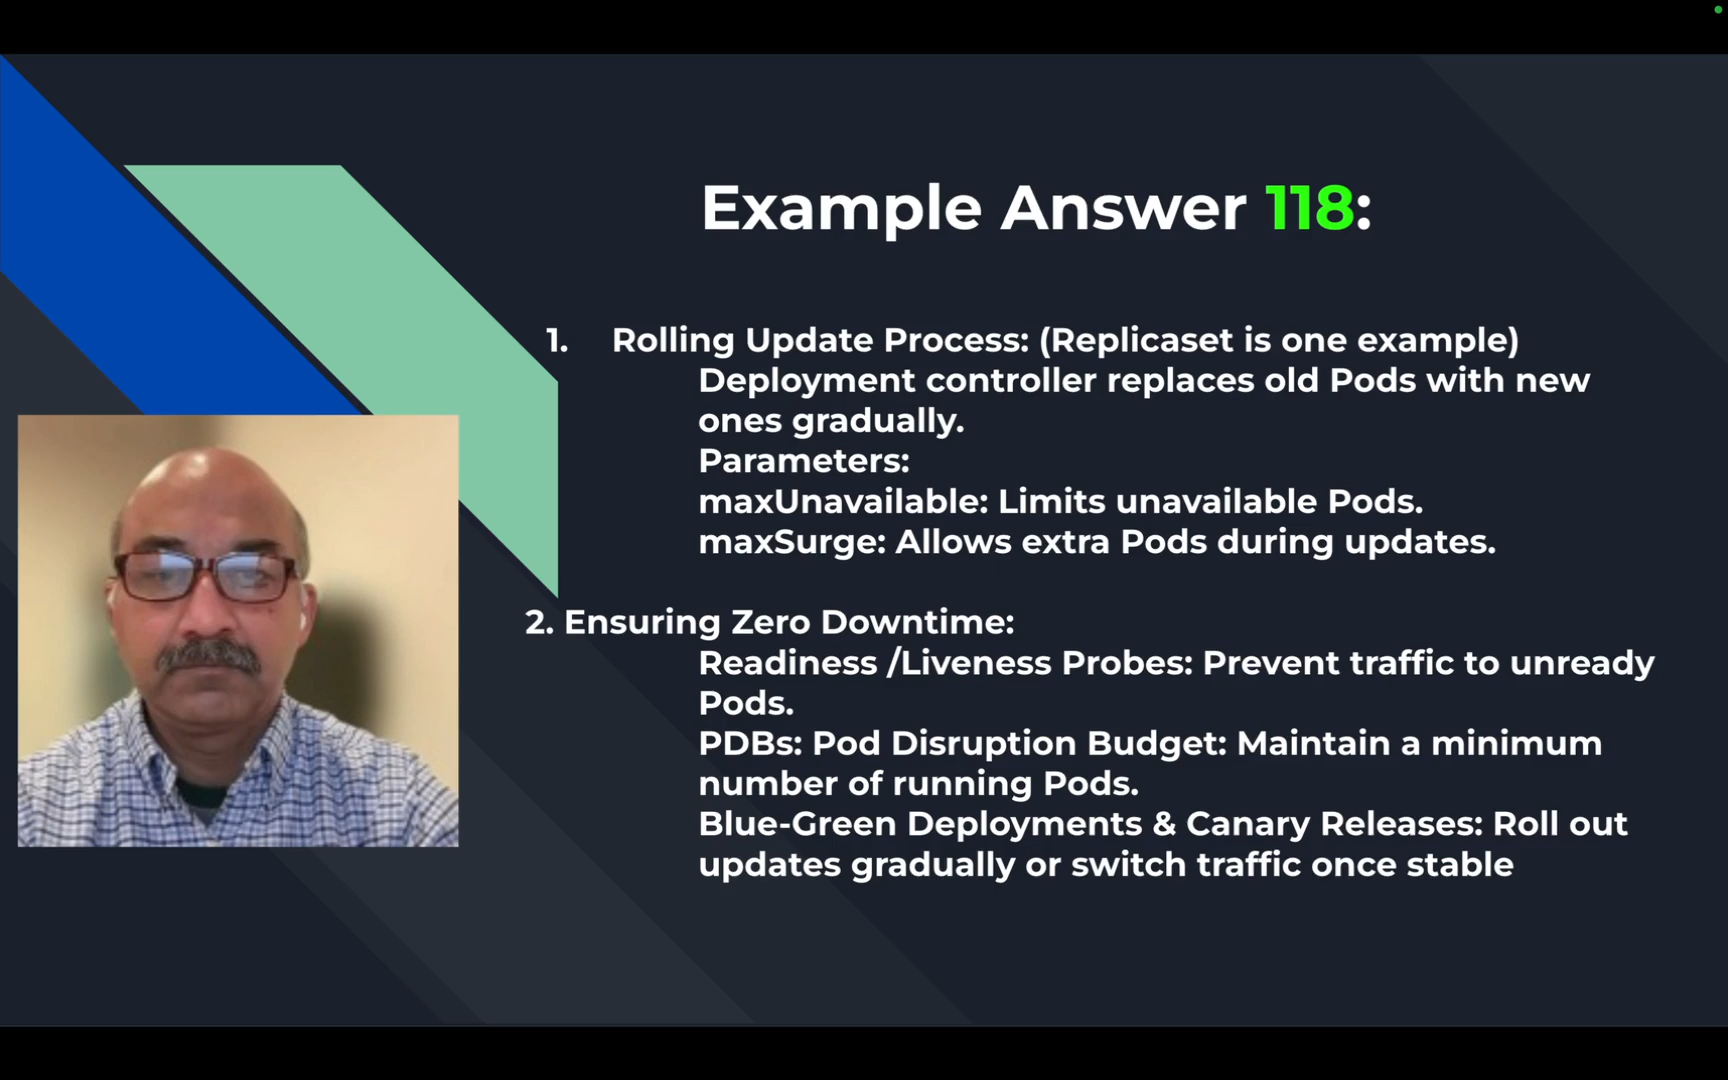 Example Answer 118:
1. Rolling Update Process: (Replicaset is one example)
Deployment controller replaces old Pods with new
ones gradually.
Parameters:
maxUnavailable: Limits unavailable Pods.
maxSurge: Allows extra Pods during updates.
2. Ensuring Zero Downtime:
Readiness /Liveness Probes: Prevent traffic to unready
Pods.
PDBs: Pod Disruption Budget: Maintain a minimum
number of running Pods.
Blue-Green Deployments & Canary Releases: Roll out
updates gradually or switch traffic once stable